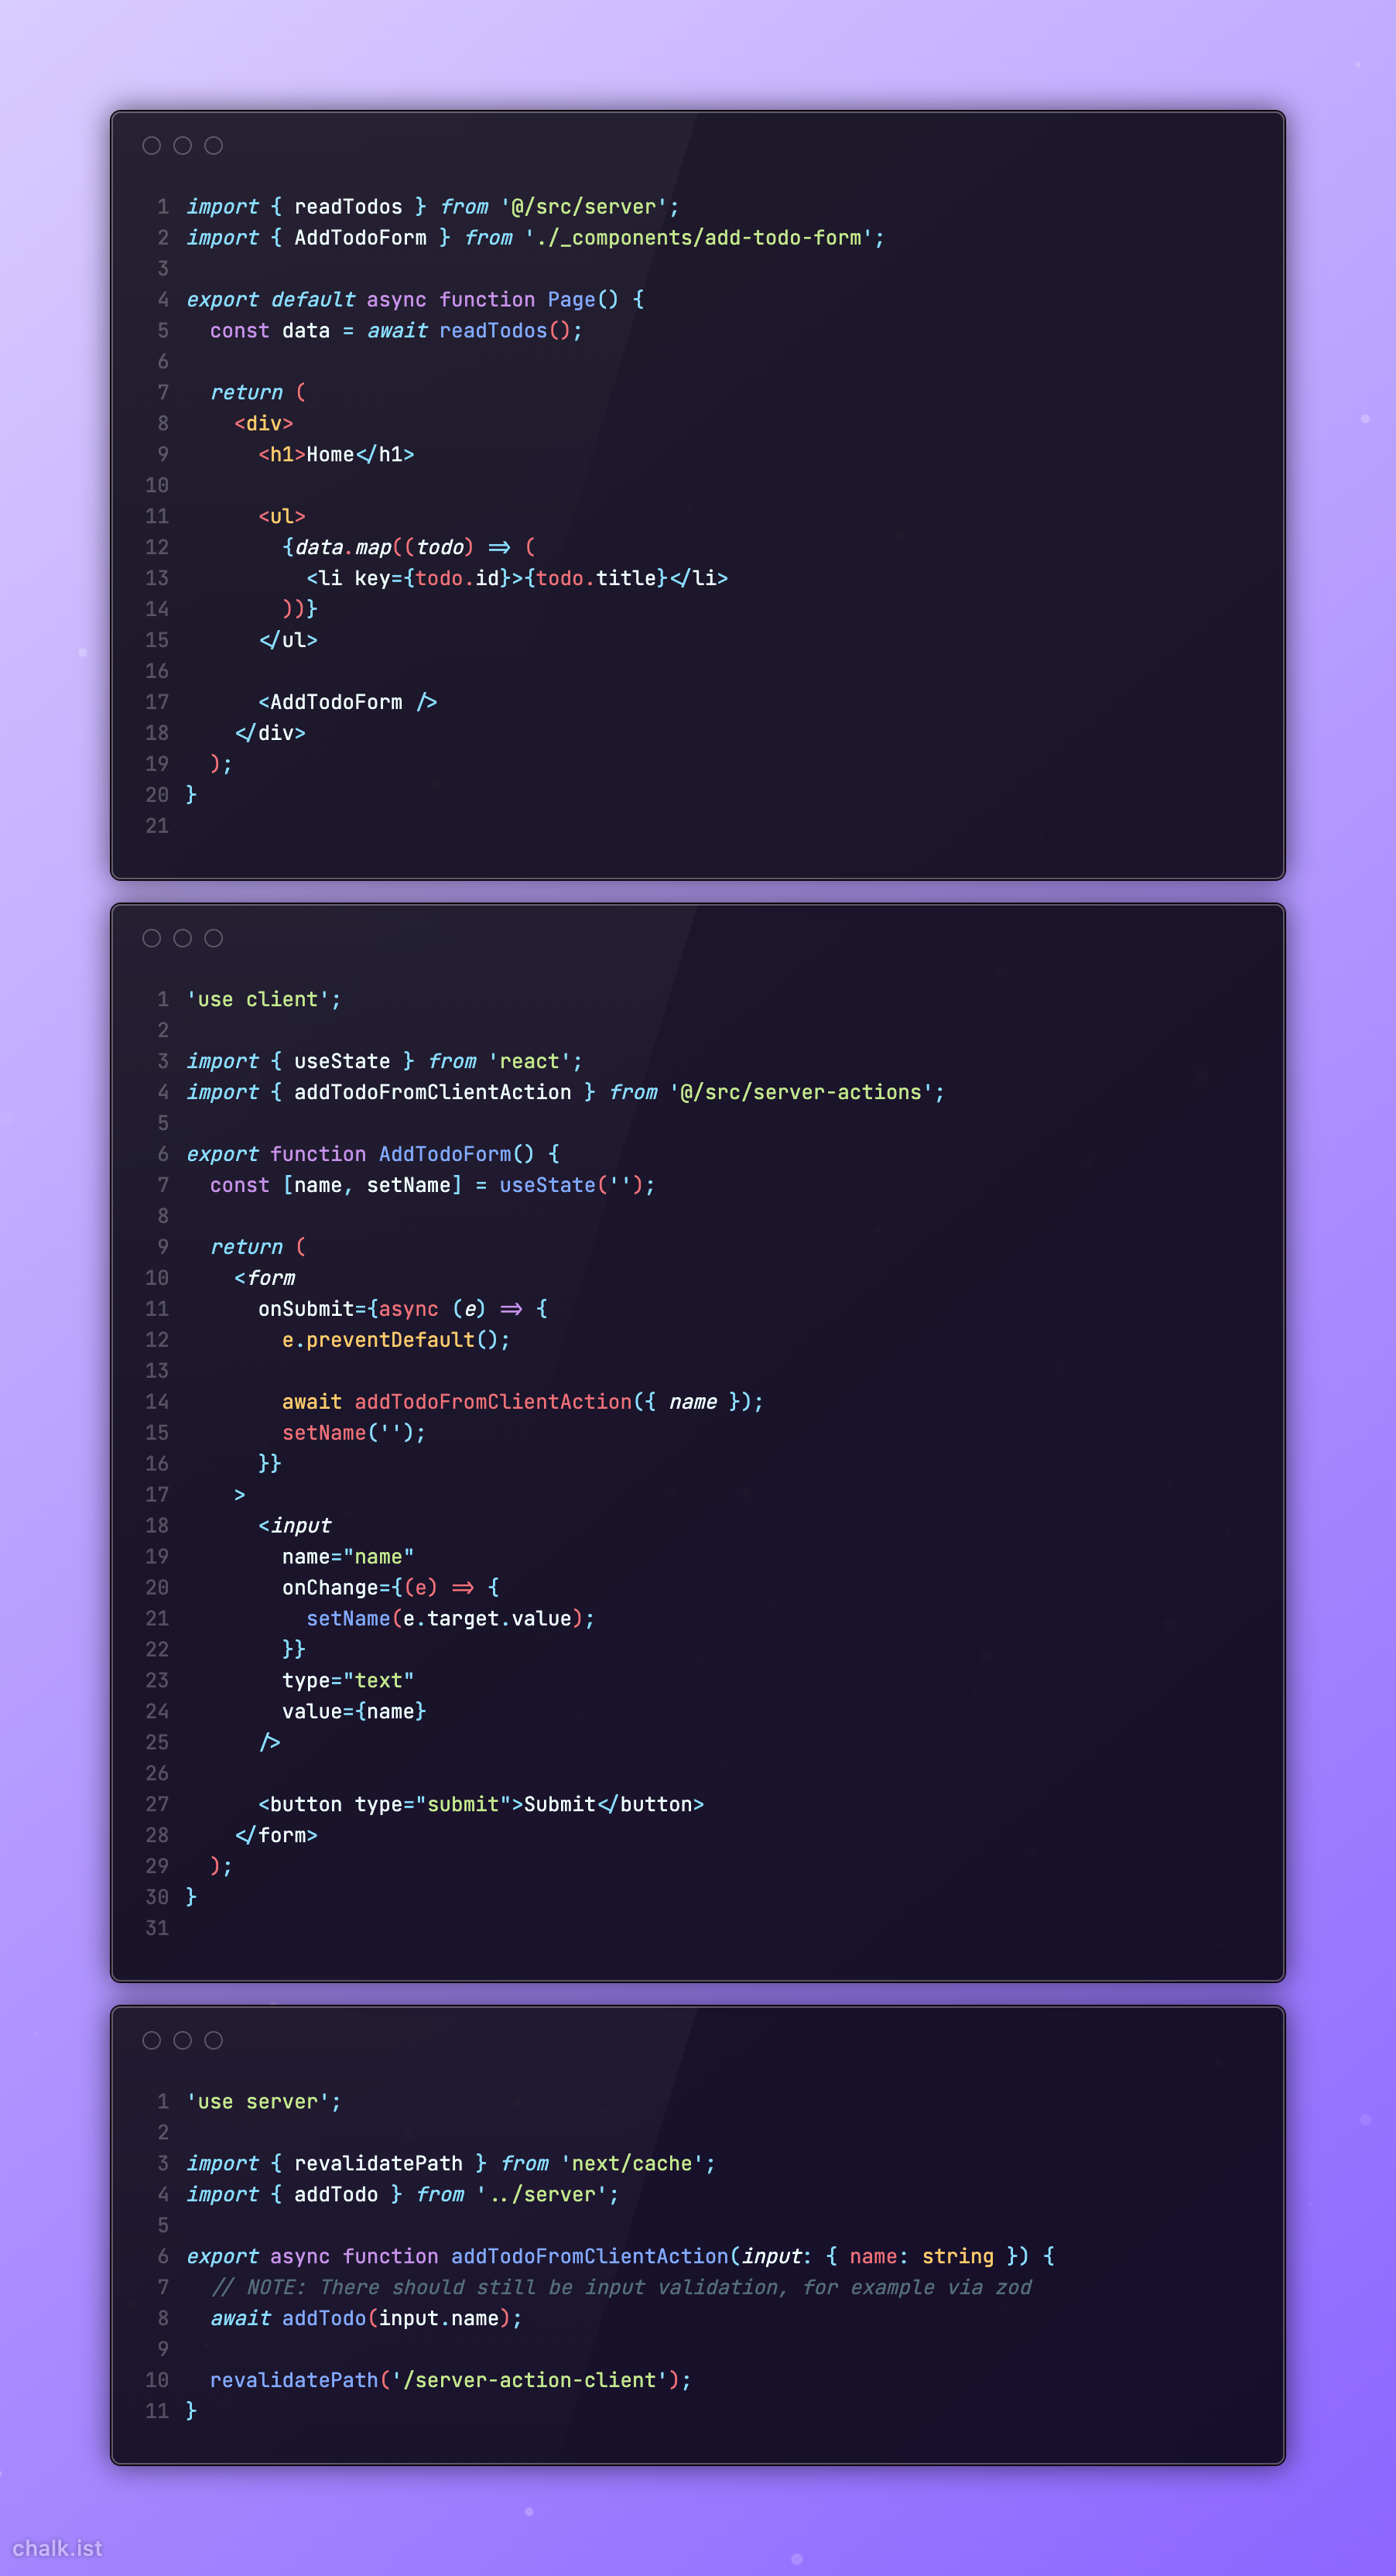 1 import { readTodos } from '@/src/server';
2 import { AddTodoForm } from './_components/add-todo-form';
3
4 export default async function Page() {
5   const data = await readTodos();
6
7   return (
8     <div>
9       <h1>Home</h1>
10
11       <ul>
12         {data.map((todo) => (
13           <li key={todo.id}>{todo.title}</li>
14         ))}
15       </ul>
16
17       <AddTodoForm />
18     </div>
19   );
20 }
21
1 'use client';
2
3 import { useState } from 'react';
4 import { addTodoFromClientAction } from '@/src/server-actions';
5
6 export function AddTodoForm() {
7   const [name, setName] = useState('');
8
9   return (
10     <form
11       onSubmit={async (e) => {
12         e.preventDefault();
13
14         await addTodoFromClientAction({ name });
15         setName('');
16       }}
17     >
18       <input
19         name="name"
20         onChange={(e) => {
21           setName(e.target.value);
22         }}
23         type="text"
24         value={name}
25       />
26
27       <button type="submit">Submit</button>
28     </form>
29   );
30 }
31
1 'use server';
2
3 import { revalidatePath } from 'next/cache';
4 import { addTodo } from '../server';
5
6 export async function addTodoFromClientAction(input: { name: string }) {
7   // NOTE: There should still be input validation, for example via zod
8   await addTodo(input.name);
9
10   revalidatePath('/server-action-client');
11 }
chalk.ist